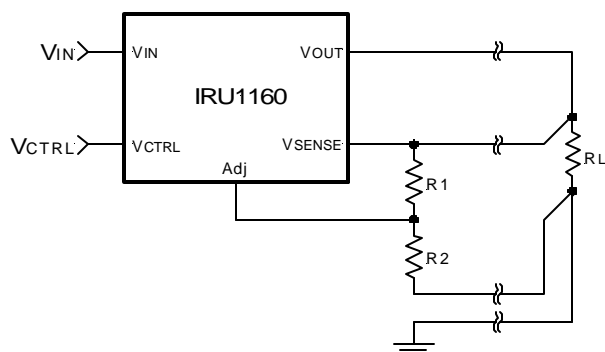 VIN
VIN
VOUT
IRU1160
VCTRL
VCTRL
VSENSE
Adj
R1
RL
R2